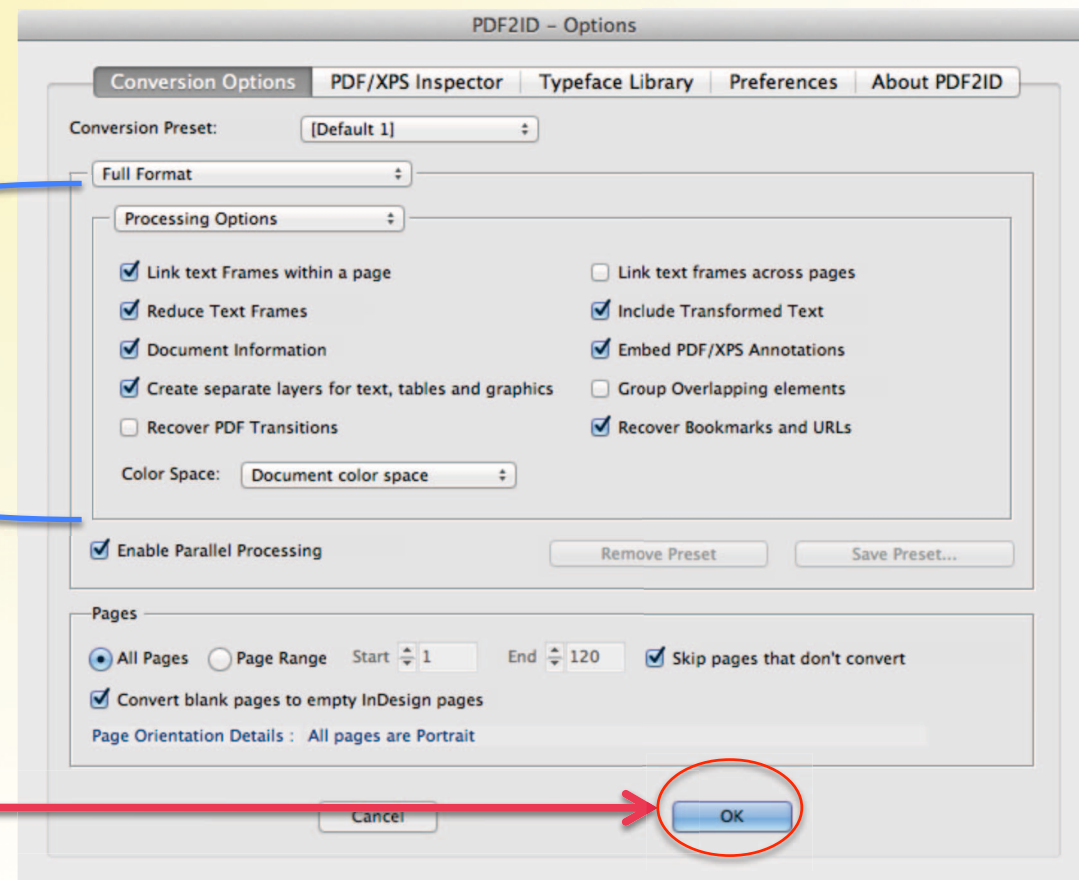 PDF2ID – Options
Conversion Options PDF/XPS Inspector Typeface Library Preferences About PDF2ID
Conversion Preset: [Default 1]
Full Format
Processing Options
Link text Frames within a page Link text frames across pages
Reduce Text Frames Include Transformed Text
Document Information Embed PDF/XPS Annotations
Create separate layers for text, tables and graphics Group Overlapping elements
Recover PDF Transitions Recover Bookmarks and URLs
Color Space: Document color space
Enable Parallel Processing Remove Preset Save Preset...
Pages
All Pages Page Range Start 1 End 120 Skip pages that don't convert
Convert blank pages to empty InDesign pages
Page Orientation Details : All pages are Portrait
Cancel OK